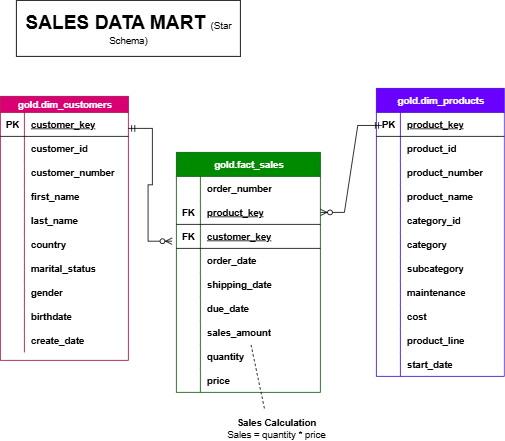 SALES DATA MART (Star
Schema)
gold.dim_customers
PK customer_key
customer_id
customer_number
first_name
last_name
country
marital_status
gender
birthdate
create_date
gold.fact_sales
order_number
FK product_key
FK customer_key
order_date
shipping_date
due_date
sales_amount
quantity
price
gold.dim_products
PK product_key
product_id
product_number
product_name
category_id
category
subcategory
maintenance
cost
product_line
start_date
Sales Calculation
Sales = quantity * price